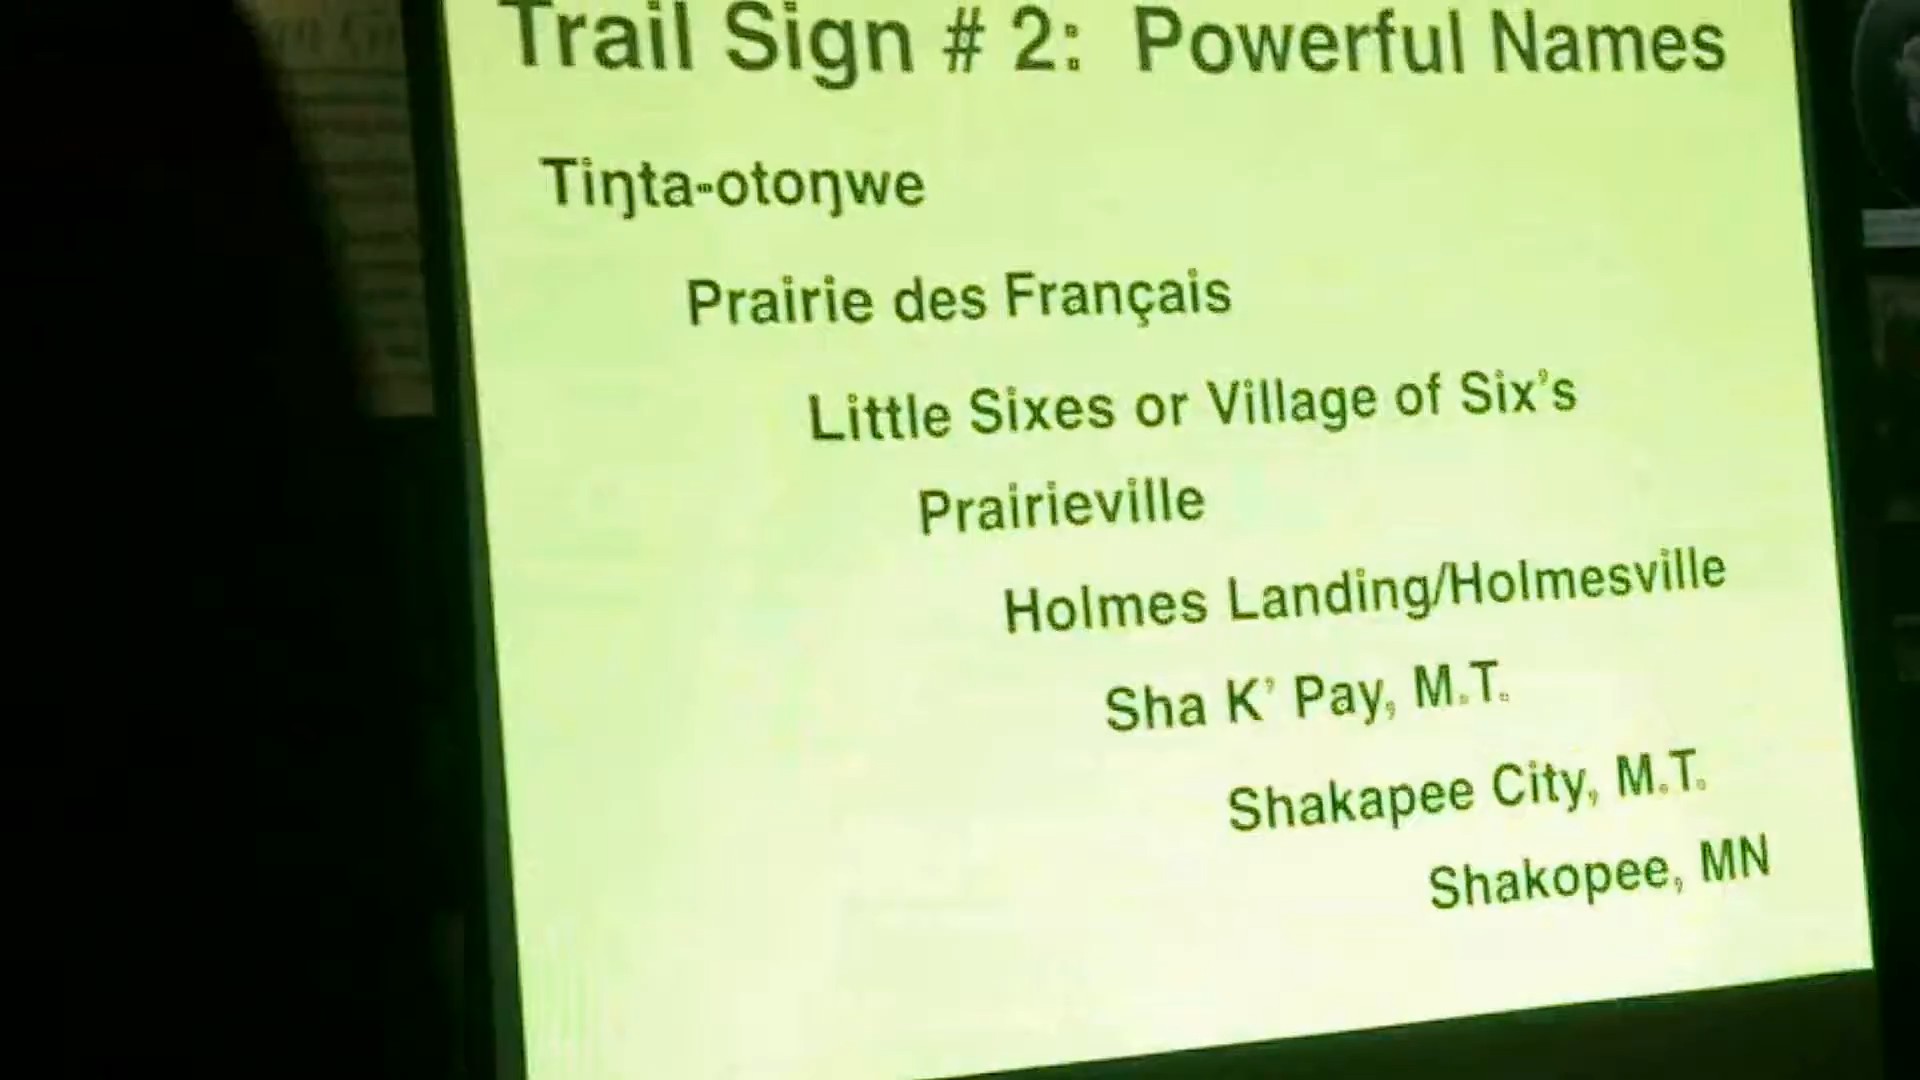 Trail Sign # 2: Powerful Names
Tiŋta-otoŋwe
Prairie des Français
Little Sixes or Village of Six's
Prairieville
Holmes Landing/Holmesville
Sha K' Pay, M.T.
Shakapee City, M.T.
Shakopee, MN